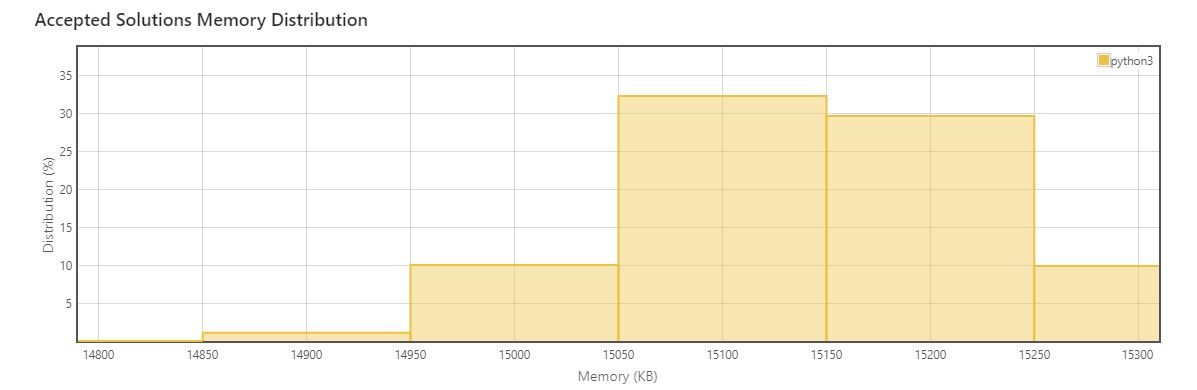 Accepted Solutions Memory Distribution
python3
Distribution (%)
35
30
25
20
15
10
5
14800 14850 14900 14950 15000 15050 15100 15150 15200 15250 15300
Memory (KB)